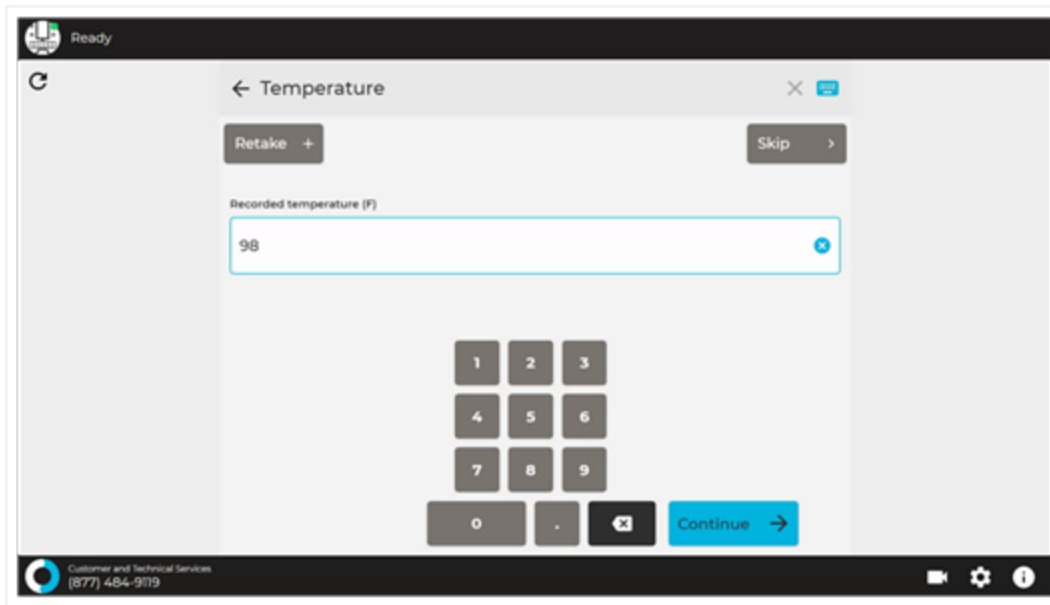 Ready
Temperature
Retake +
Skip >
Recorded temperature (F)
98
1 2 3
4 5 6
7 8 9
0 .
Continue →
Customer and Technical Services
(877) 484-9119